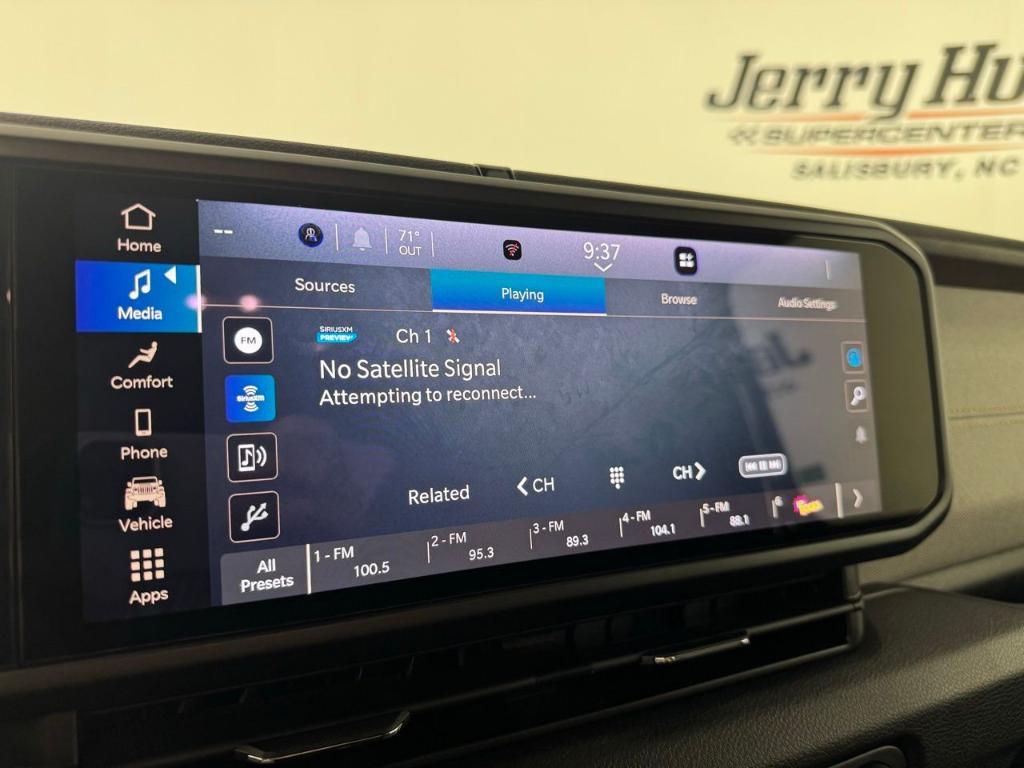 Jerry Hu
SUPERCENTER
SALISBURY, NC
Home
Media
Comfort
Phone
Vehicle
Apps
--
71°
OUT
9:37
Sources
Playing
Browse
Audio Settings
FM
SiriusXM
SIRIUSXM
PREVIEW
Ch 1
No Satellite Signal
Attempting to reconnect...
Related
CH
CH
All
Presets
1 - FM
100.5
2 - FM
95.3
3 - FM
89.3
4 - FM
104.1
5 - FM
88.1
6